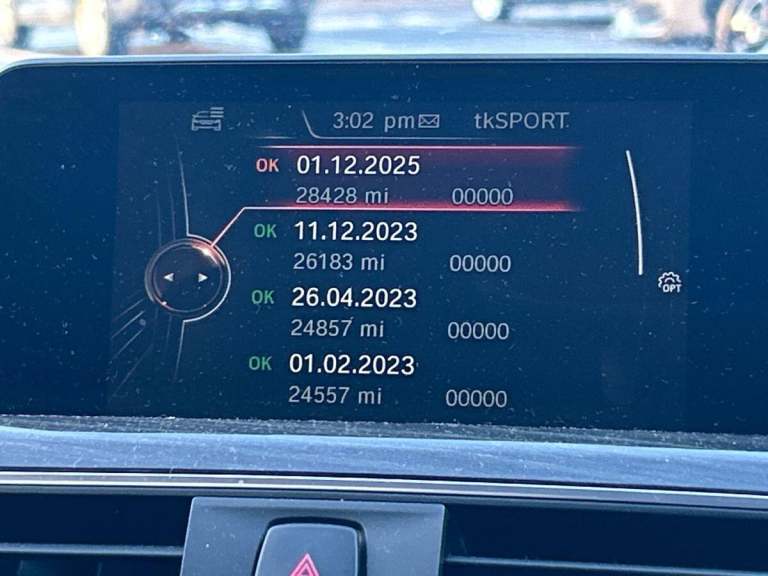 3:02 pm tkSPORT
OK 01.12.2025
28428 mi 00000
OK 11.12.2023
26183 mi 00000
OK 26.04.2023
24857 mi 00000
OPT
OK 01.02.2023
24557 mi 00000